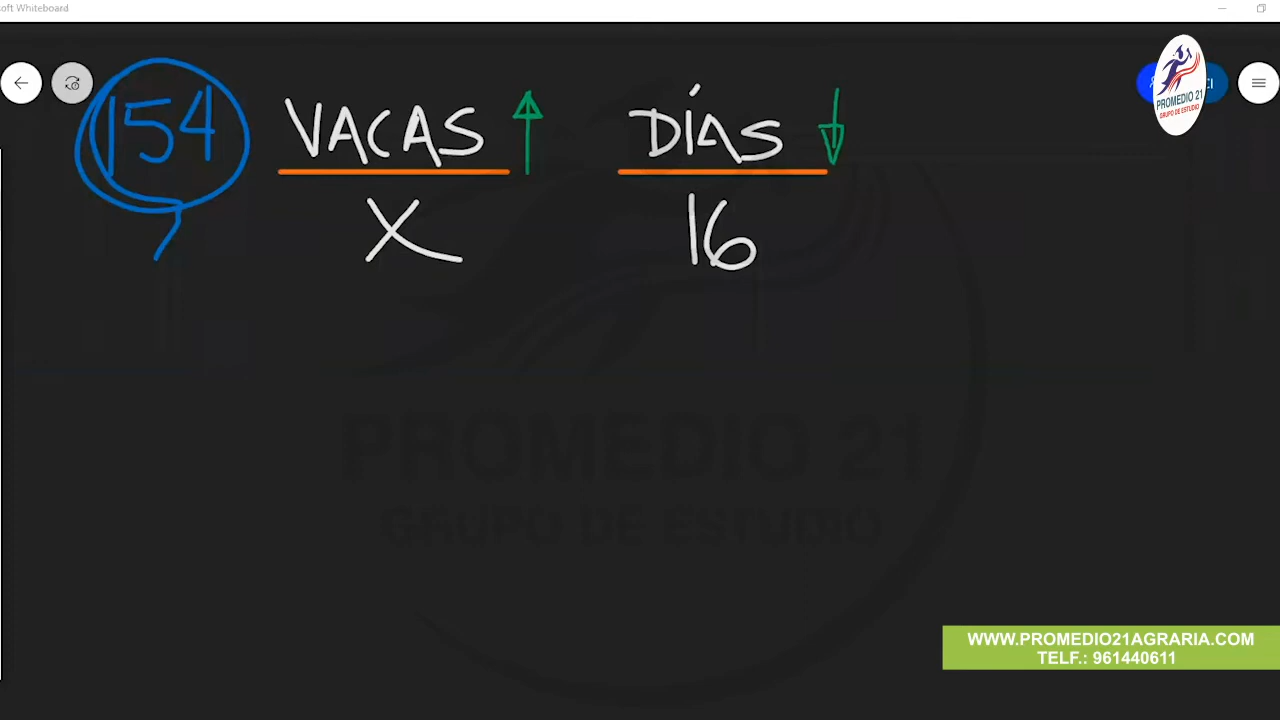 soft Whiteboard
154 VACAS DÍAS
X 16
PROMEDIO 21
GRUPO DE ESTUDIO
PROMEDIO 21
GRUPO DE ESTUDIO
WWW.PROMEDIO21AGRARIA.COM
TELF.: 961440611